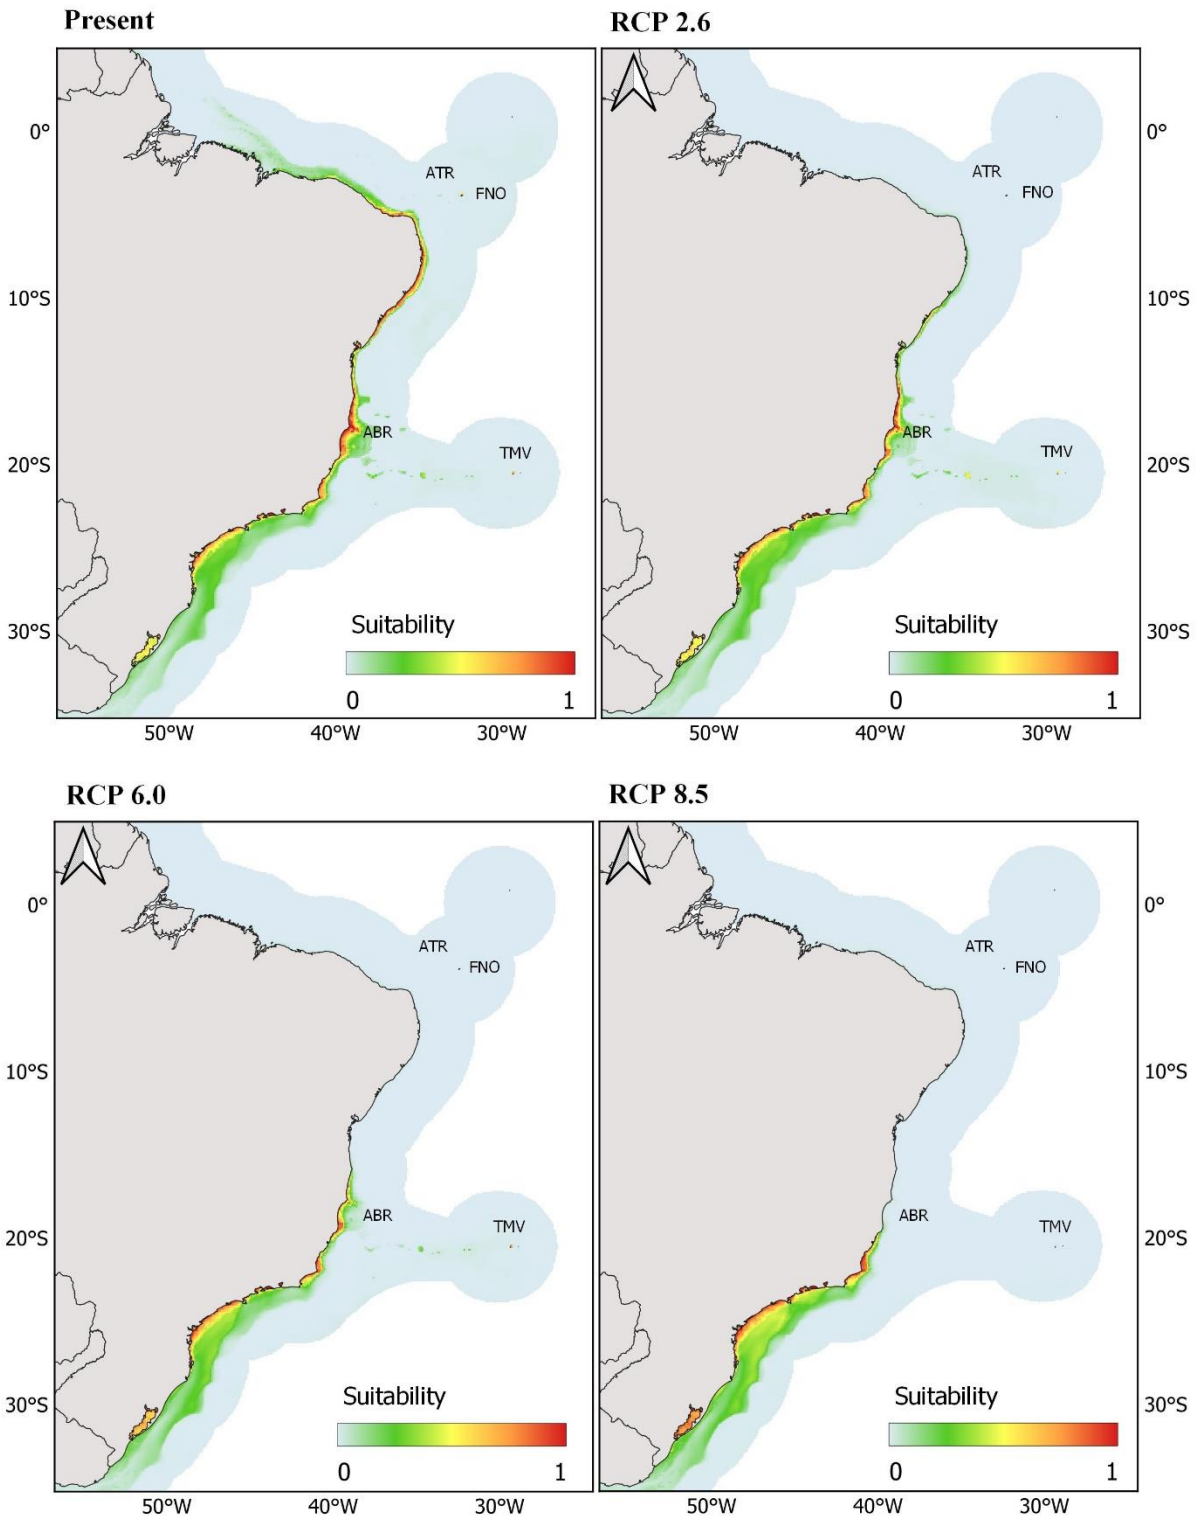 Present
RCP 2.6
0°
10°S
20°S
30°S
ATR
FNO
ABR
TMV
Suitability
0 1
50°W 40°W 30°W
ATR
FNO
ABR
TMV
Suitability
0 1
0°
10°S
20°S
30°S
50°W 40°W 30°W
RCP 6.0
RCP 8.5
0°
10°S
20°S
30°S
ATR
FNO
ABR
TMV
Suitability
0 1
50°W 40°W 30°W
ATR
FNO
ABR
TMV
Suitability
0 1
0°
10°S
20°S
30°S
50°W 40°W 30°W